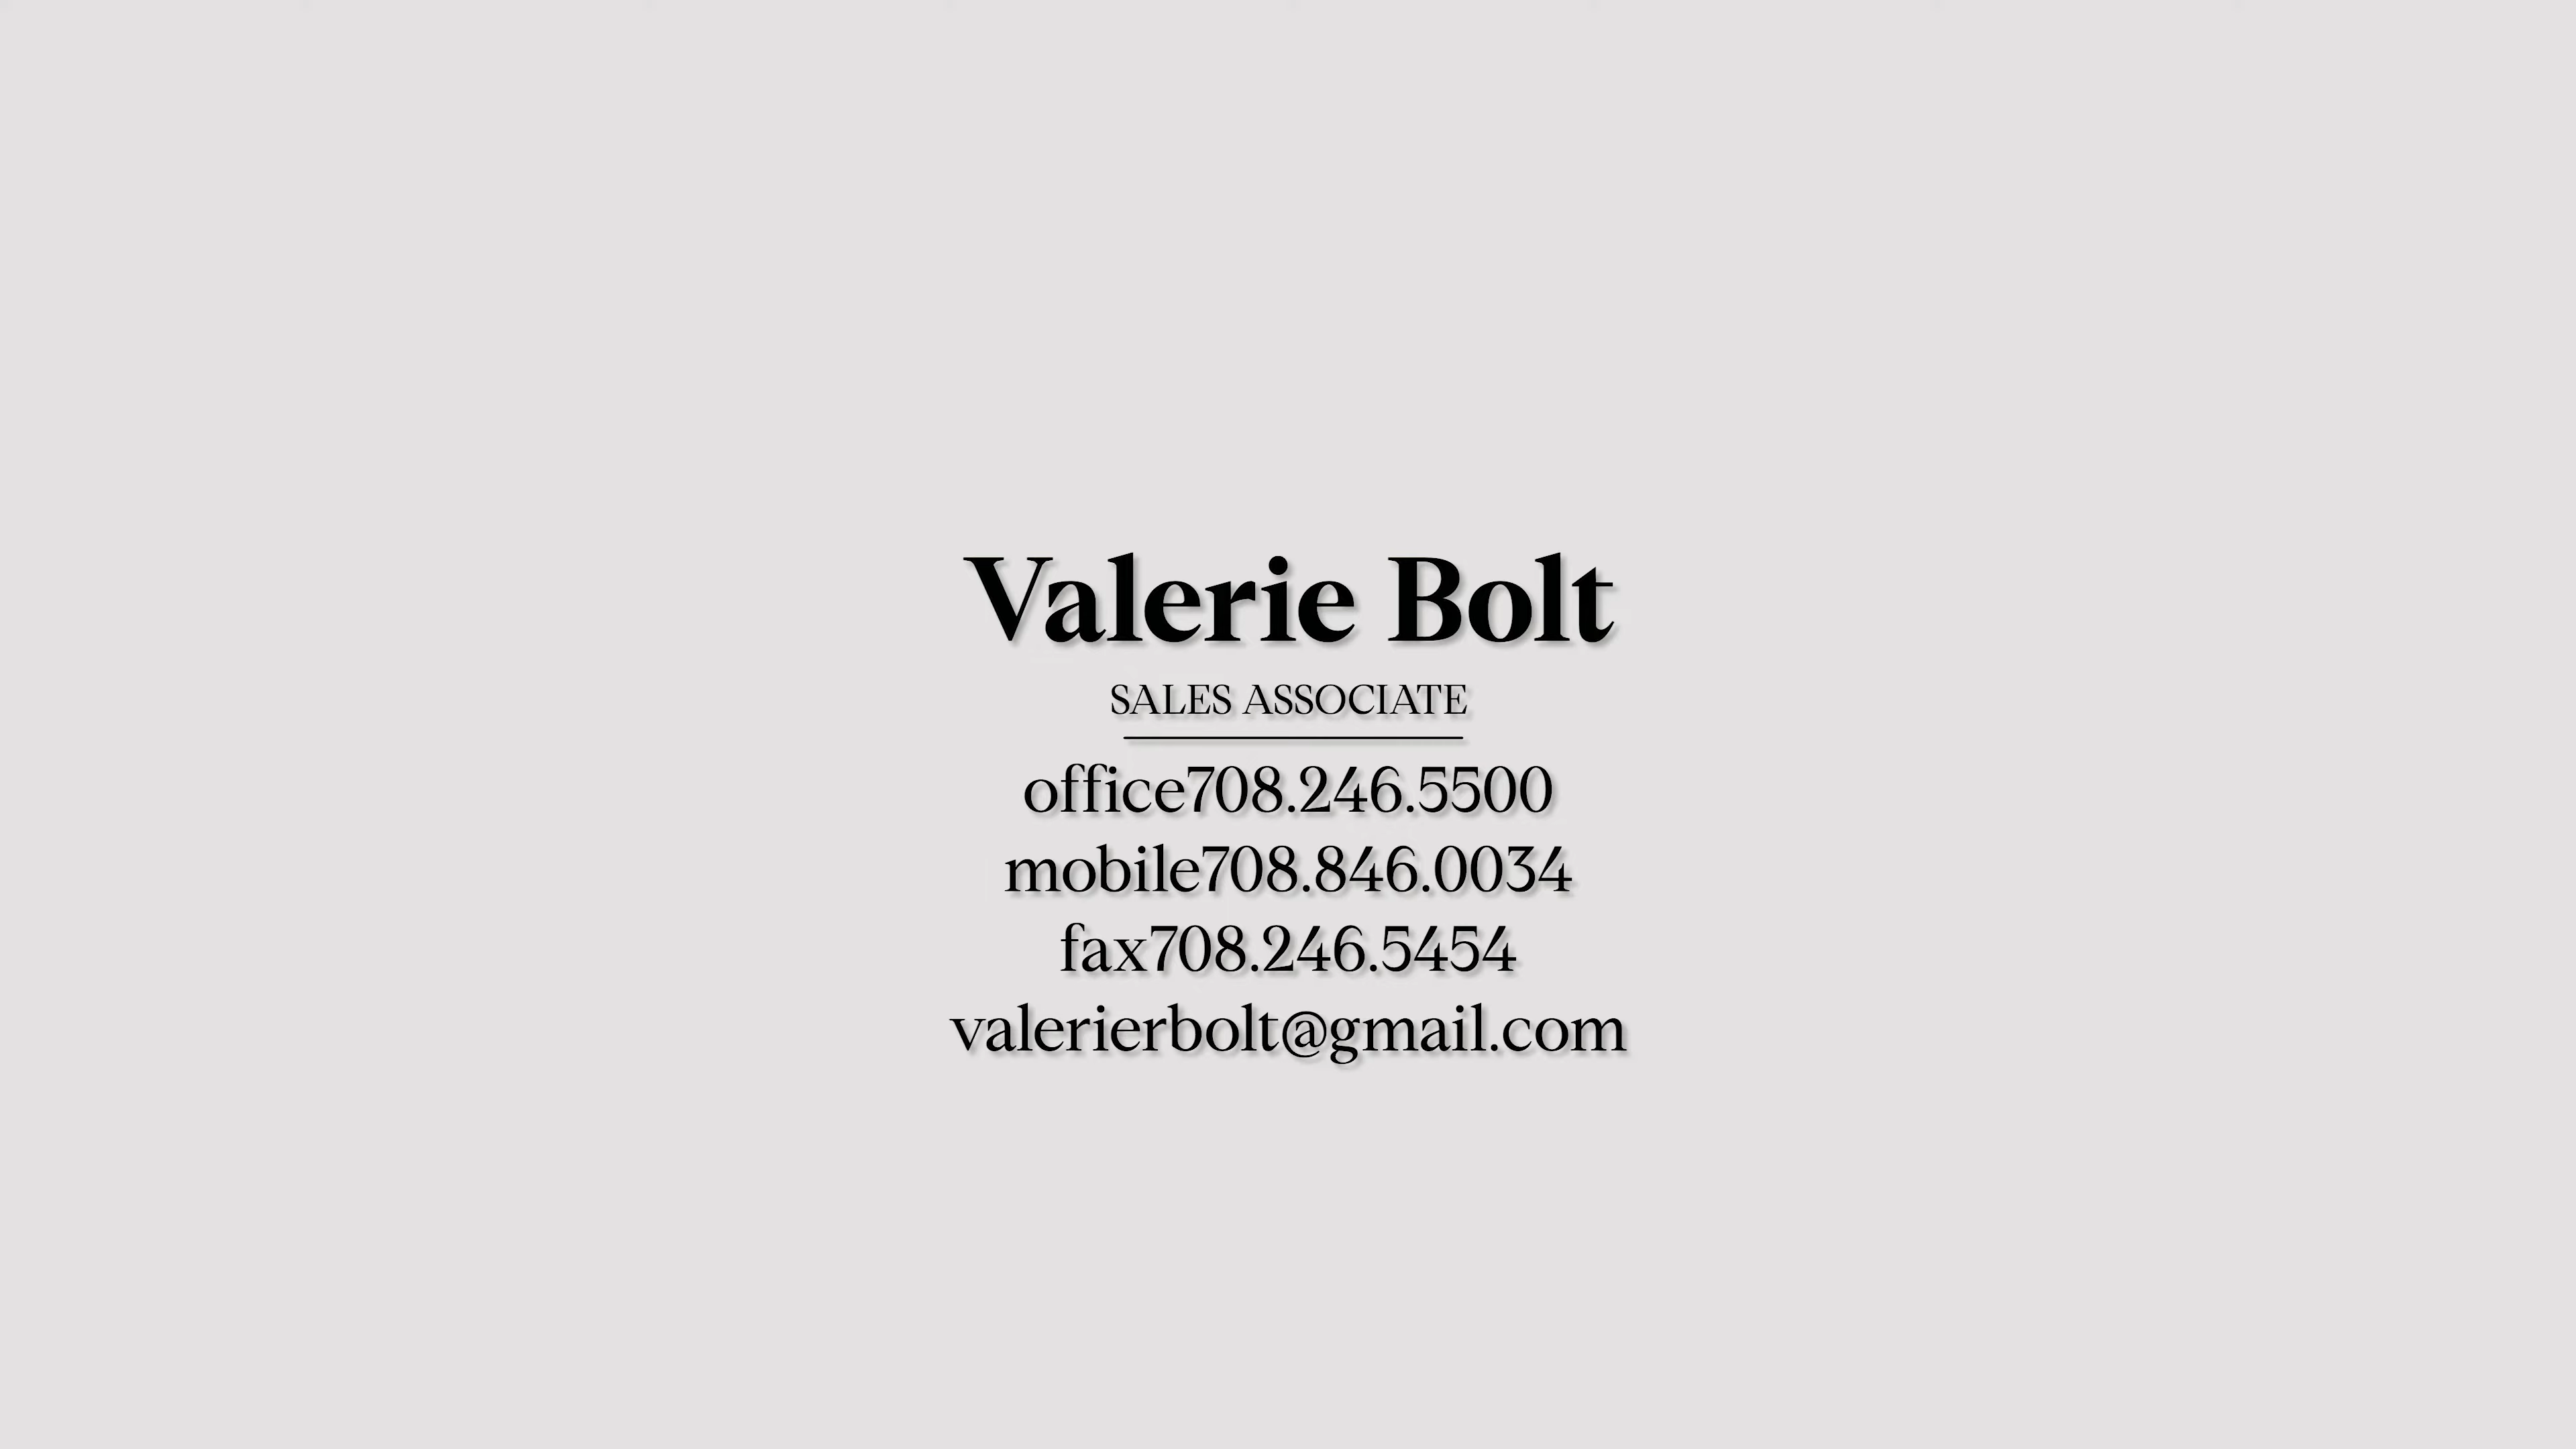 Valerie Bolt
SALES ASSOCIATE
office708.246.5500
mobile708.846.0034
fax708.246.5454
valerierbolt@gmail.com